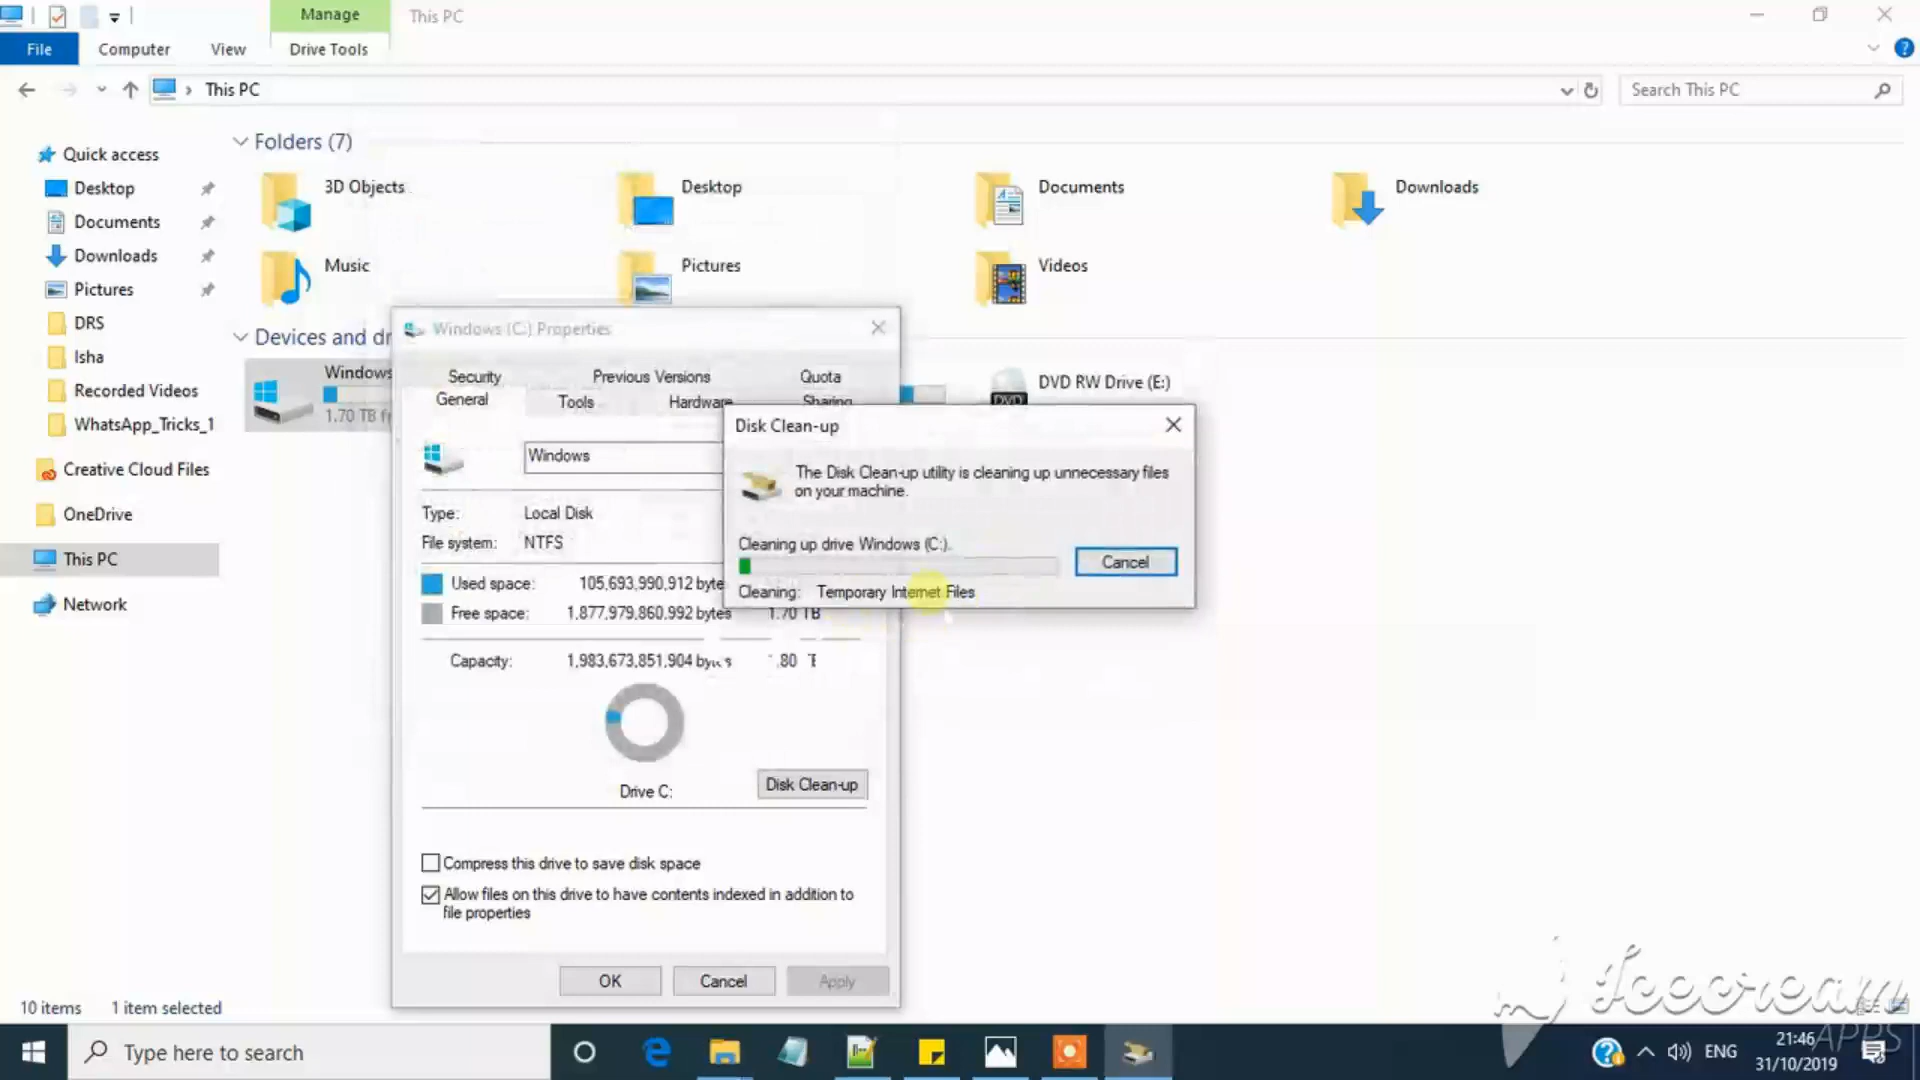 Manage
This PC
File
Computer
View
Drive Tools
This PC
Search This PC
Quick access
Desktop
Documents
Downloads
Pictures
DRS
Isha
Recorded Videos
WhatsApp_Tricks_1
Creative Cloud Files
OneDrive
This PC
Network
Folders (7)
3D Objects
Desktop
Documents
Downloads
Music
Pictures
Videos
Devices and dr
Windows
1.70 TB f
DVD RW Drive (E:)
DVD
Windows (C:) Properties
Security
Previous Versions
Quota
General
Tools
Hardware
Sharing
Windows
Type:
Local Disk
File system:
NTFS
Used space:
105,693,990,912 byte
Free space:
1,877,979,860,992 bytes
1.70 TB
Capacity:
1,983,673,851,904 bytes
Drive C:
Disk Clean-up
Compress this drive to save disk space
Allow files on this drive to have contents indexed in addition to
file properties
OK
Cancel
Apply
Disk Clean-up
The Disk Clean-up utility is cleaning up unnecessary files
on your machine.
Cleaning up drive Windows (C:).
Cancel
Cleaning: Temporary Internet Files
10 items
1 item selected
Icecream
APPS
Type here to search
ENG
21:46
31/10/2019